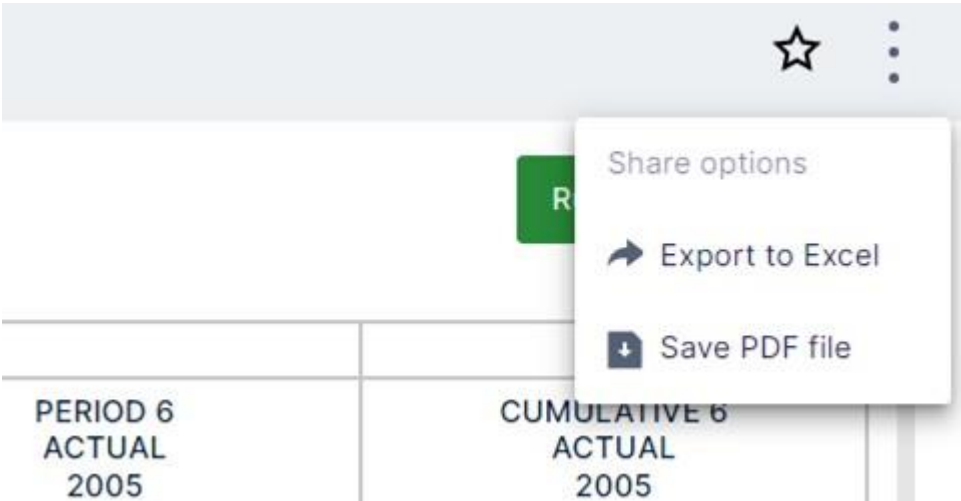 Share options
Export to Excel
Save PDF file
PERIOD 6
ACTUAL
2005
CUMULATIVE 6
ACTUAL
2005